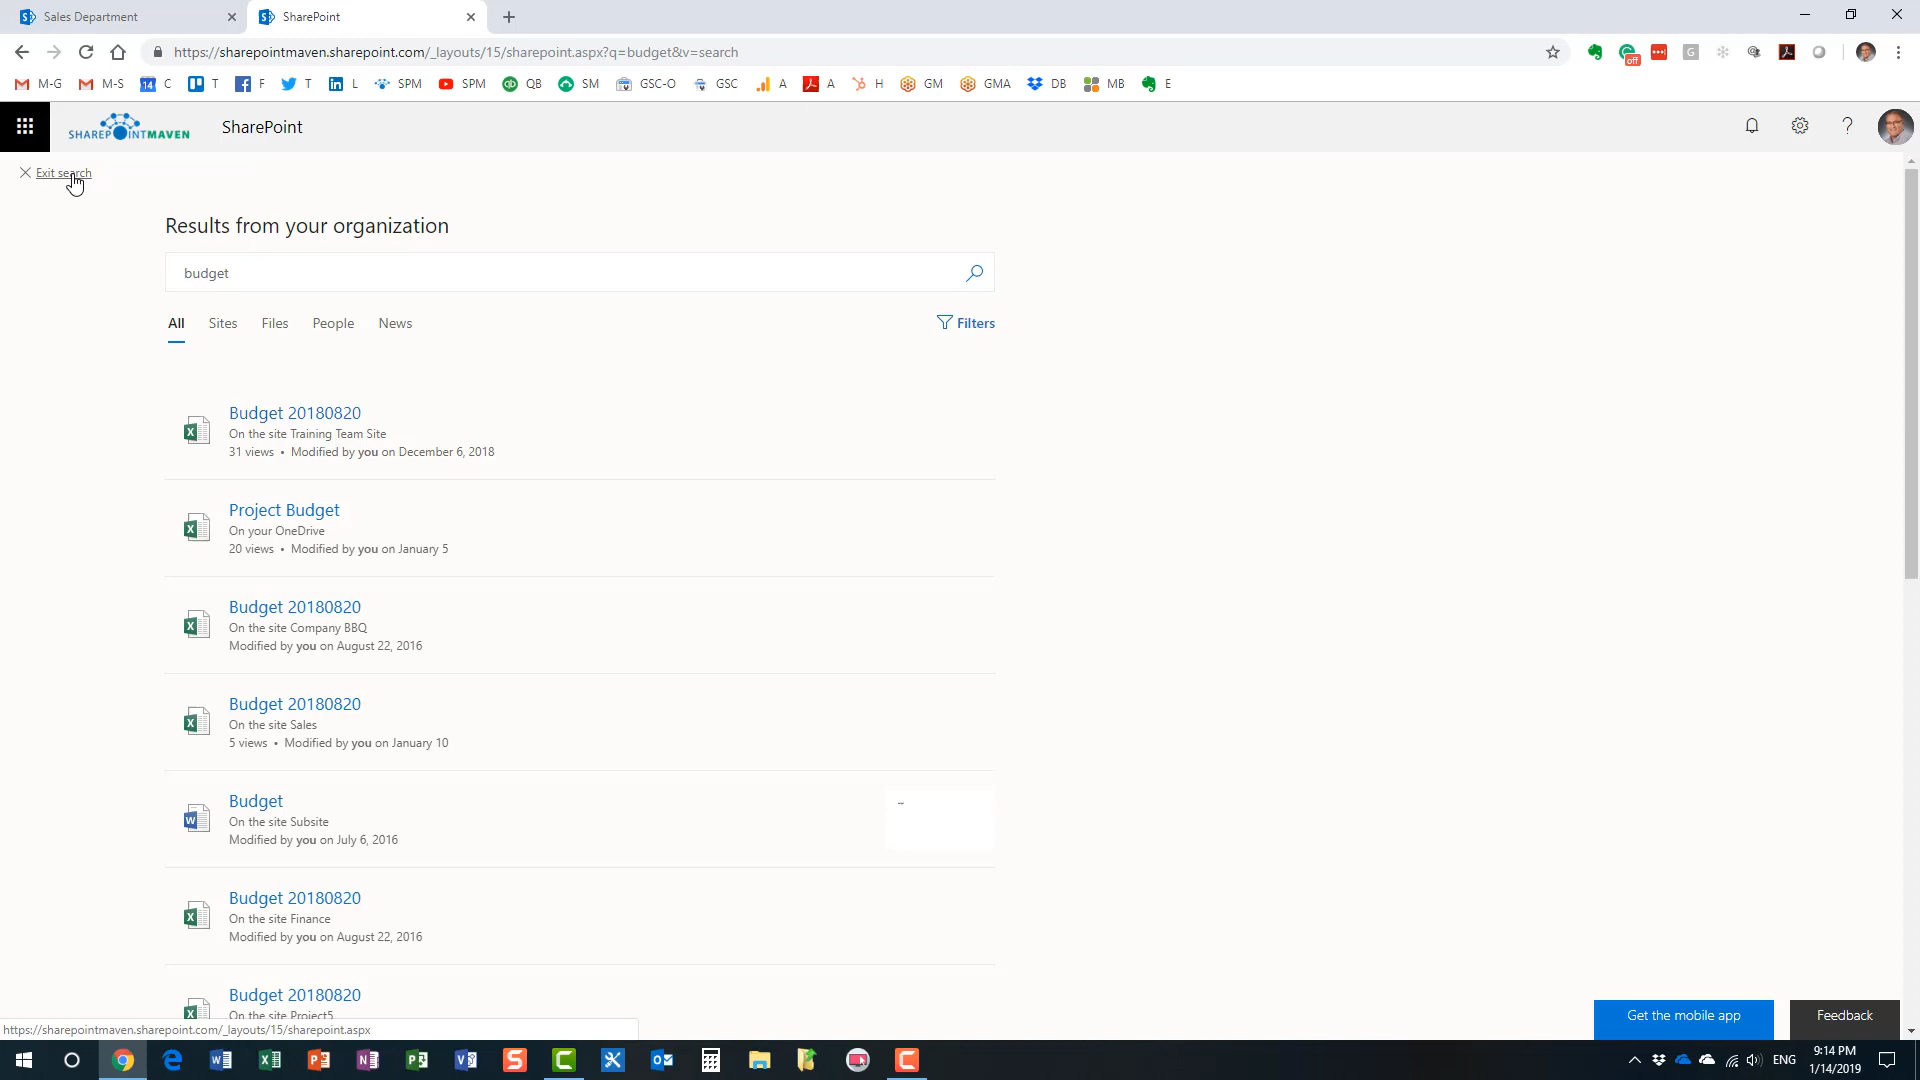 Sales Department
SharePoint
https://sharepointmaven.sharepoint.com/_layouts/15/sharepoint.aspx?q=budget&v=search
off
M-G
M-S
14
C
T
F
T
L
SPM
SPM
QB
SM
GSC-O
GSC
A
A
H
GM
GMA
DB
MB
E
SHAREPOINTMAVEN
SharePoint
Exit search
Results from your organization
budget
All
Sites
Files
People
News
Filters
Budget 20180820
On the site Training Team Site
31 views • Modified by you on December 6, 2018
Project Budget
On your OneDrive
20 views • Modified by you on January 5
Budget 20180820
On the site Company BBQ
Modified by you on August 22, 2016
Budget 20180820
On the site Sales
5 views • Modified by you on January 10
Budget
On the site Subsite
Modified by you on July 6, 2016
Budget 20180820
On the site Finance
Modified by you on August 22, 2016
Budget 20180820
On the site Project5
https://sharepointmaven.sharepoint.com/_layouts/15/sharepoint.aspx
Get the mobile app
Feedback
ENG
9:14 PM
1/14/2019